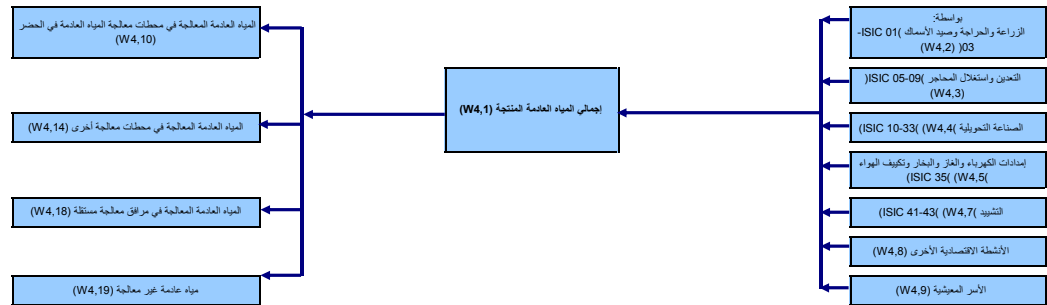 بواسطة:
الزراعة والحراجة وصيد الأسماك )ISIC 01-
03( (W4,2)
التعدين واستغلال المحاجر )ISIC 05-09(
(W4,3)
الصناعة التحويلية )W4,4) )ISIC 10-33)
إمدادات الكهرباء والغاز والبخار وتكييف الهواء
)W4,5) )ISIC 35)
التشييد )W4,7) )ISIC 41-43)
الأنشطة الاقتصادية الأخرى (W4,8)
الأسر المعيشية (W4,9)
إجمالي المياه العادمة المنتجة (W4,1)
المياه العادمة المعالجة في محطات معالجة المياه العادمة في الحضر
(W4,10)
المياه العادمة المعالجة في محطات معالجة أخرى (W4,14)
المياه العادمة المعالجة في مرافق معالجة مستقلة (W4,18)
مياه عادمة غير معالجة (W4,19)